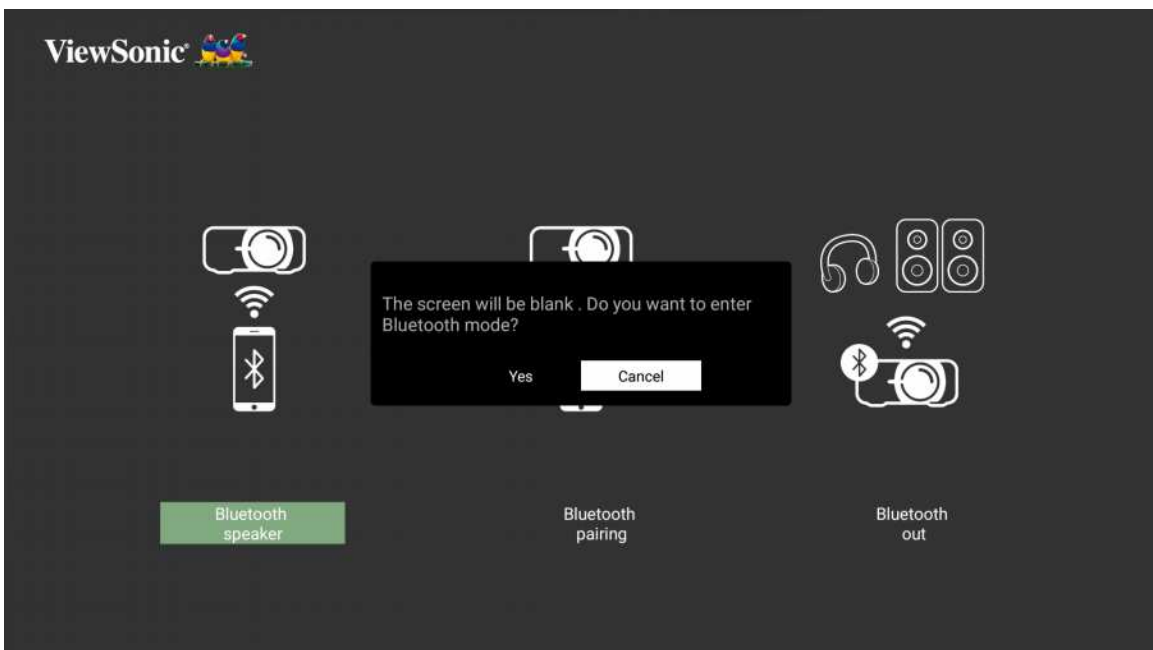 ViewSonic®
The screen will be blank . Do you want to enter
Bluetooth mode?
Yes
Cancel
Bluetooth
speaker
Bluetooth
pairing
Bluetooth
out